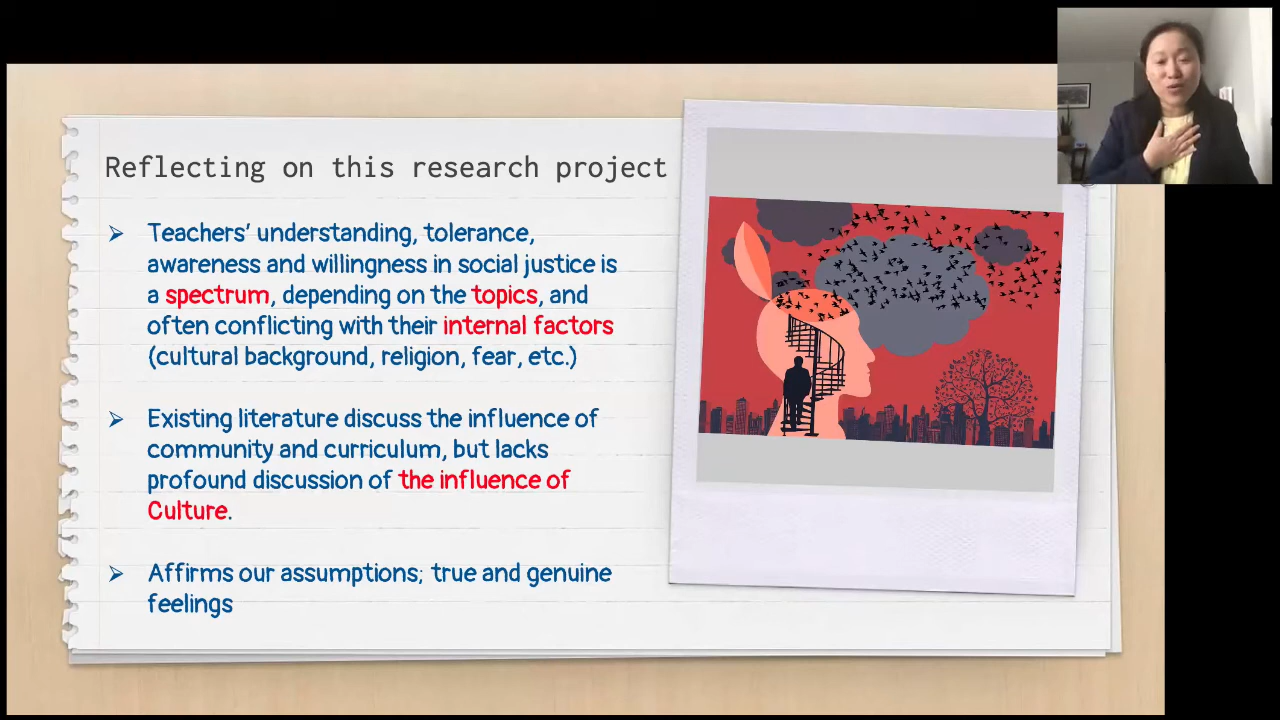 Reflecting on this research project
Teachers’ understanding, tolerance,
awareness and willingness in social justice is
a spectrum, depending on the topics, and
often conflicting with their internal factors
(cultural background, religion, fear, etc.)
Existing literature discuss the influence of
community and curriculum, but lacks
profound discussion of the influence of
Culture.
Affirms our assumptions; true and genuine
feelings